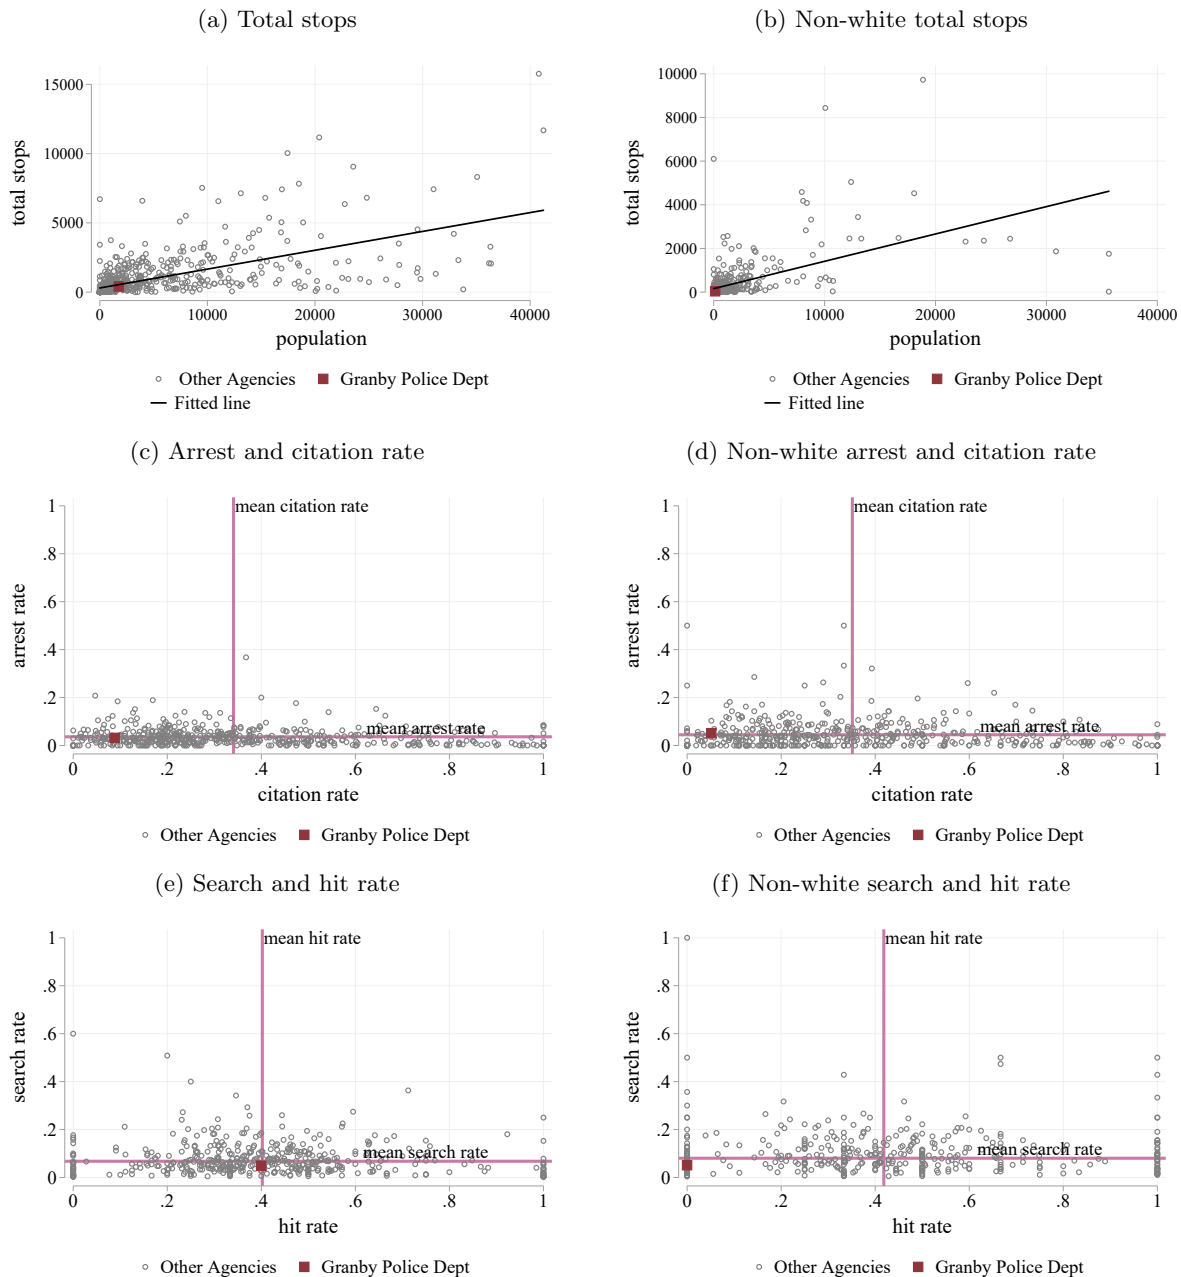 (a) Total stops
total stops
15000
10000
5000
0
0 10000 20000 30000 40000
population
Other Agencies Granby Police Dept
Fitted line
(b) Non-white total stops
total stops
10000
8000
6000
4000
2000
0
0 10000 20000 30000 40000
population
Other Agencies Granby Police Dept
Fitted line
(c) Arrest and citation rate
arrest rate
1
.8
.6
.4
.2
0
mean citation rate
mean arrest rate
0 .2 .4 .6 .8 1
citation rate
Other Agencies Granby Police Dept
(d) Non-white arrest and citation rate
arrest rate
1
.8
.6
.4
.2
0
mean citation rate
mean arrest rate
0 .2 .4 .6 .8 1
citation rate
Other Agencies Granby Police Dept
(e) Search and hit rate
search rate
1
.8
.6
.4
.2
0
mean hit rate
mean search rate
0 .2 .4 .6 .8 1
hit rate
Other Agencies Granby Police Dept
(f) Non-white search and hit rate
search rate
1
.8
.6
.4
.2
0
mean hit rate
mean search rate
0 .2 .4 .6 .8 1
hit rate
Other Agencies Granby Police Dept